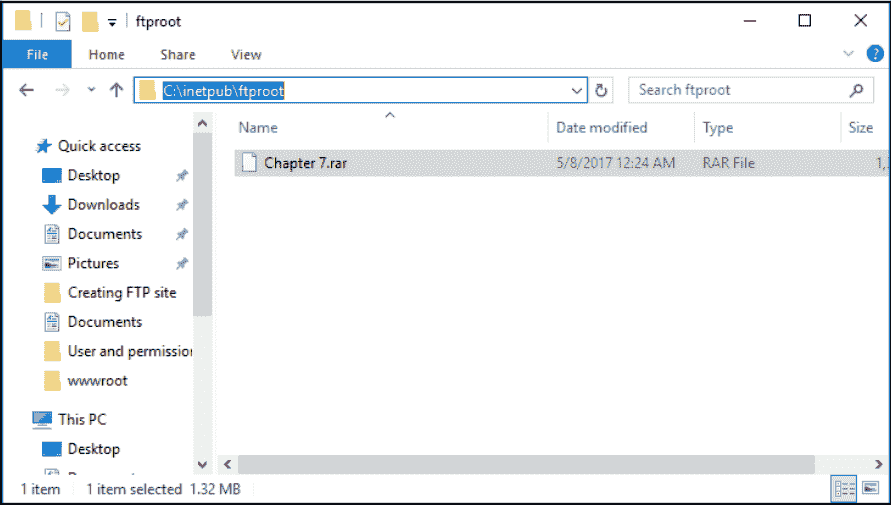 ftproot
File Home Share View
C:\inetpub\ftproot Search ftproot
Name Date modified Type Size
Chapter 7.rar 5/8/2017 12:24 AM RAR File 1,
Quick access
Desktop
Downloads
Documents
Pictures
Creating FTP site
Documents
User and permission
wwwroot
This PC
Desktop
1 item 1 item selected 1.32 MB